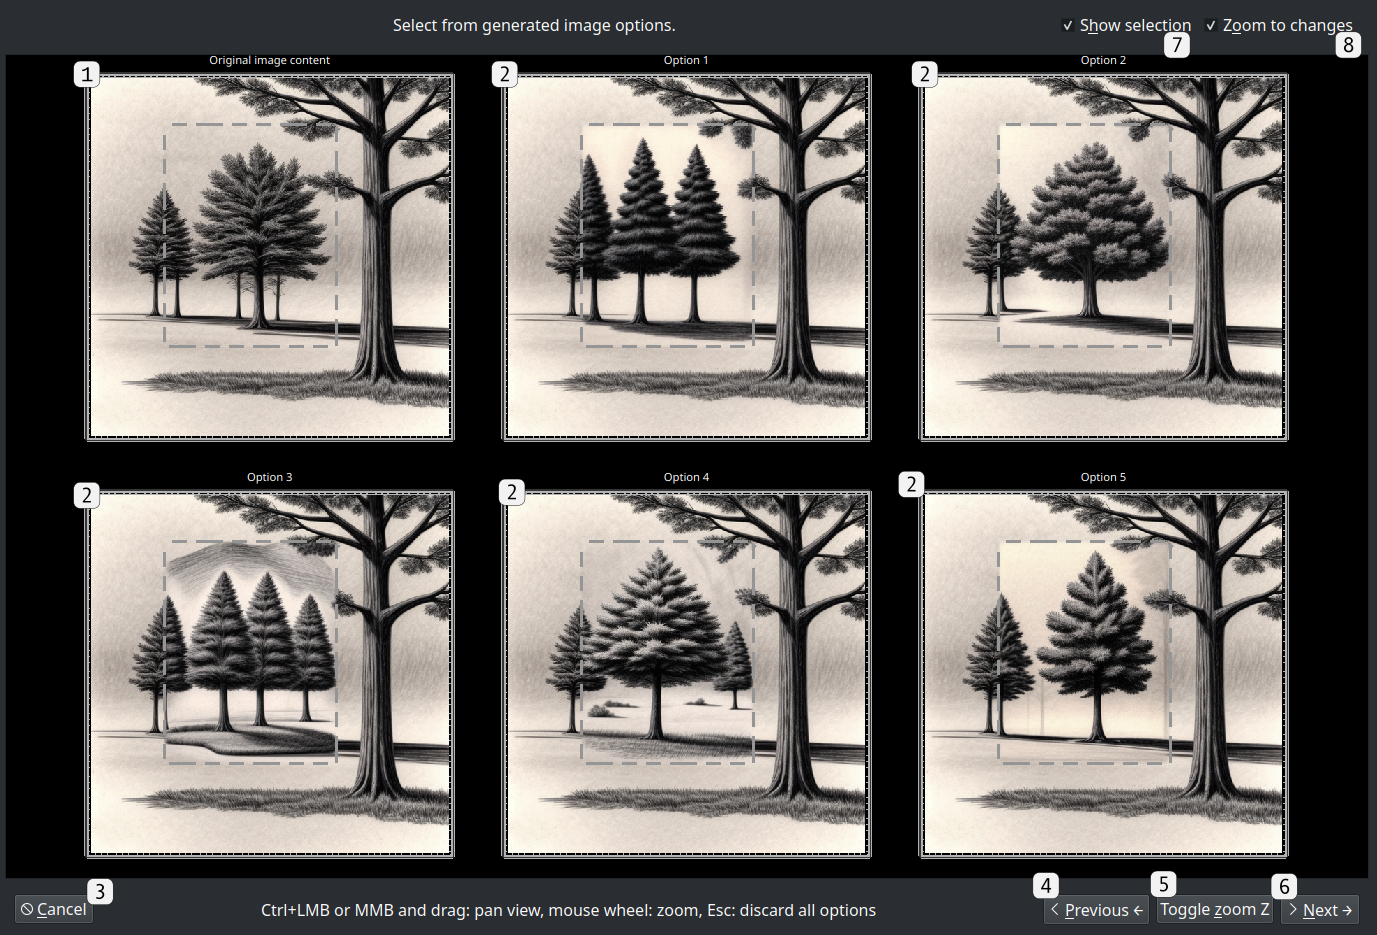 Select from generated image options.
✓ Show selection ✓ Zoom to changes
7 8
Original image content
Option 1
Option 2
1
2
2
Option 3
Option 4
Option 5
2
2
2
3
4
5
6
Cancel
Ctrl+LMB or MMB and drag: pan view, mouse wheel: zoom, Esc: discard all options
< Previous ←
Toggle zoom Z
> Next →